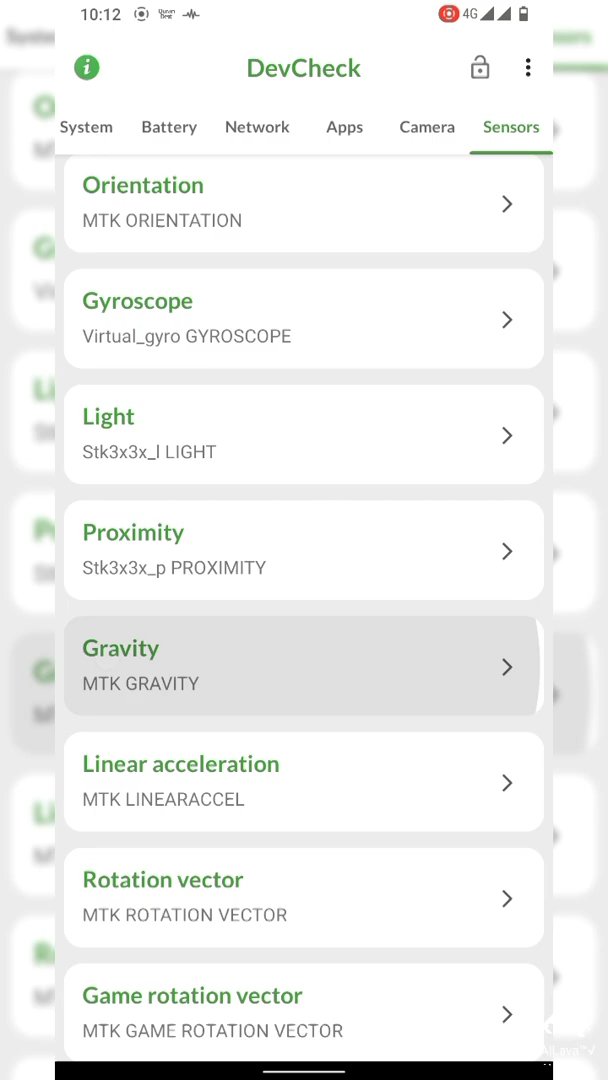 10:12 4G
DevCheck
System Battery Network Apps Camera Sensors
Orientation
MTK ORIENTATION
Gyroscope
Virtual_gyro GYROSCOPE
Light
Stk3x3x_l LIGHT
Proximity
Stk3x3x_p PROXIMITY
Gravity
MTK GRAVITY
Linear acceleration
MTK LINEARACCEL
Rotation vector
MTK ROTATION VECTOR
Game rotation vector
MTK GAME ROTATION VECTOR